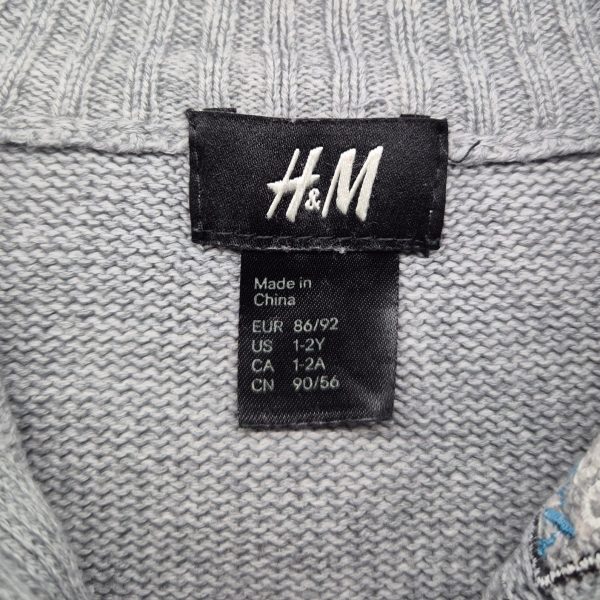 H&M
Made in
China
EUR 86/92
US 1-2Y
CA 1-2A
CN 90/56